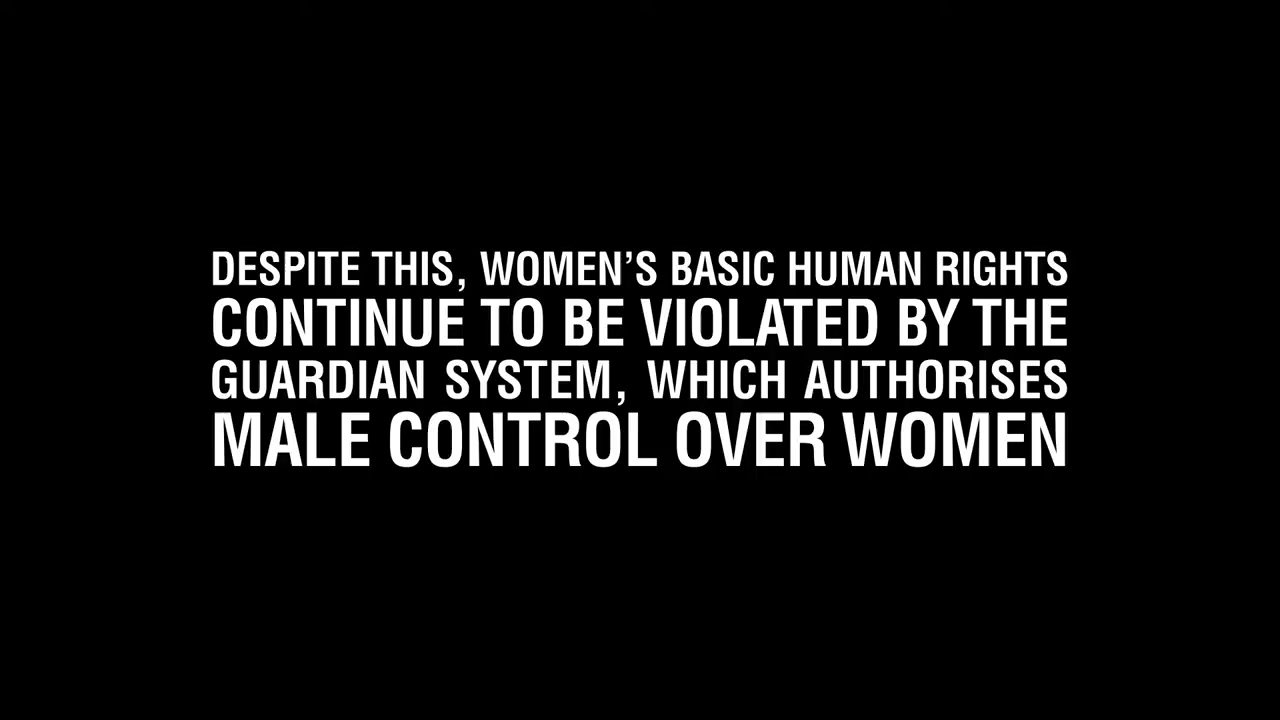 DESPITE THIS, WOMEN’S BASIC HUMAN RIGHTS
CONTINUE TO BE VIOLATED BY THE
GUARDIAN SYSTEM, WHICH AUTHORISES
MALE CONTROL OVER WOMEN